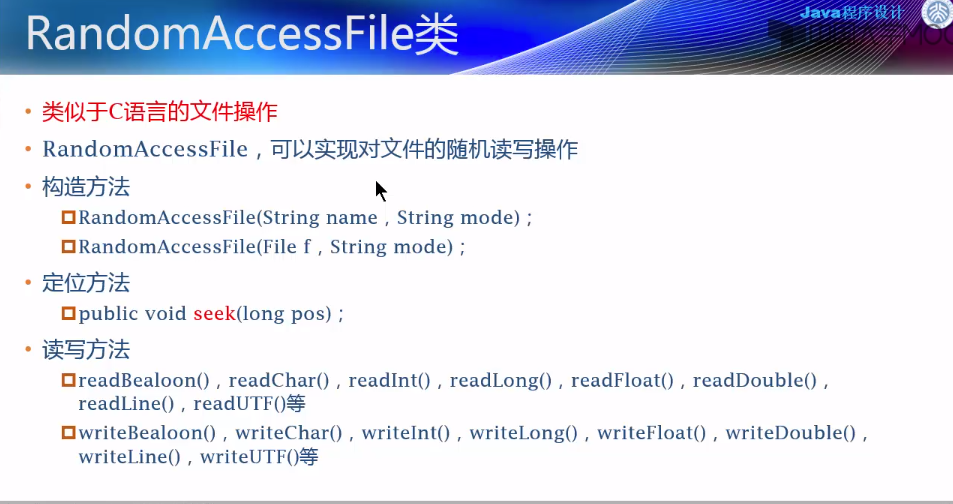 RandomAccessFile类
Java程序设计
• 类似于C语言的文件操作
• RandomAccessFile，可以实现对文件的随机读写操作
• 构造方法
RandomAccessFile(String name，String mode)；
RandomAccessFile(File f，String mode)；
• 定位方法
public void seek(long pos)；
• 读写方法
readBealoon()，readChar()，readInt()，readLong()，readFloat()，readDouble()，
readLine()，readUTF()等
writeBealoon()，writeChar()，writeInt()，writeLong()，writeFloat()，writeDouble()，
writeLine()，writeUTF()等